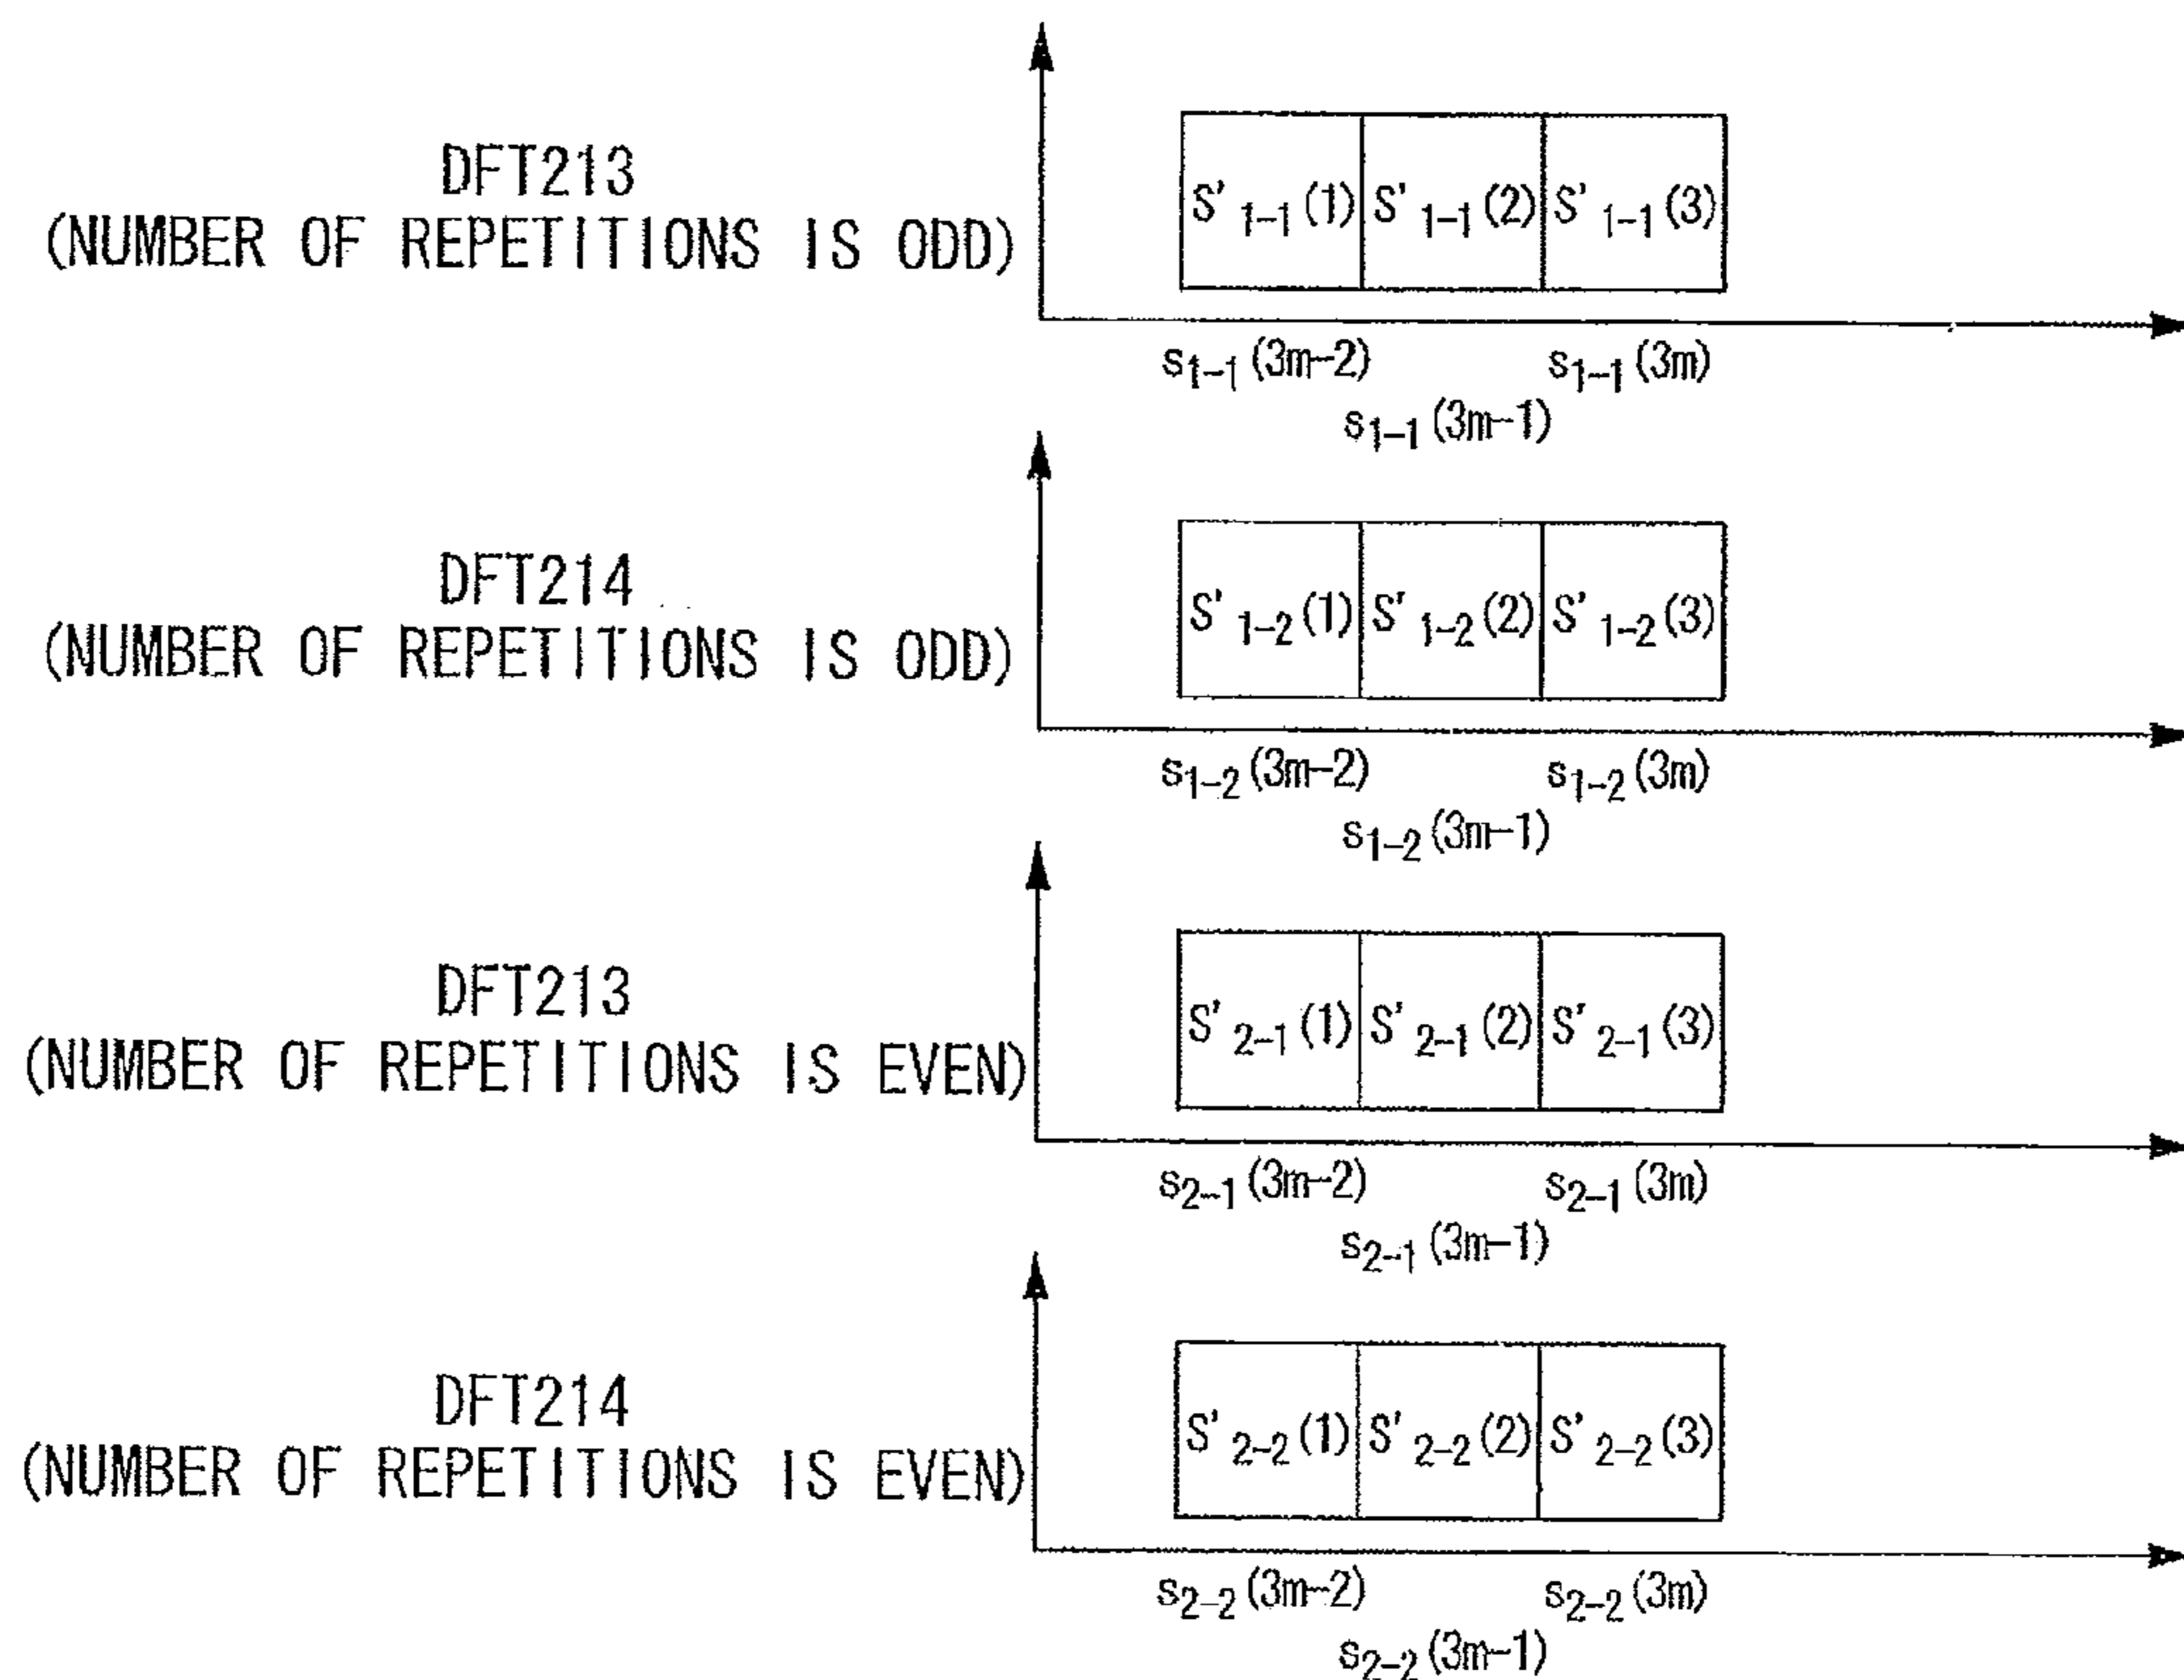 DFT213
(NUMBER OF REPETITIONS IS ODD)
S' 1-1 (1) S' 1-1 (2) S' 1-1 (3)
s1-1 (3m-2) s1-1 (3m)
s1-1 (3m-1)
DFT214
(NUMBER OF REPETITIONS IS ODD)
S' 1-2 (1) S' 1-2 (2) S' 1-2 (3)
s1-2 (3m-2) s1-2 (3m)
s1-2 (3m-1)
DFT213
(NUMBER OF REPETITIONS IS EVEN)
S' 2-1 (1) S' 2-1 (2) S' 2-1 (3)
s2-1 (3m-2) s2-1 (3m)
s2-1 (3m-1)
DFT214
(NUMBER OF REPETITIONS IS EVEN)
S' 2-2 (1) S' 2-2 (2) S' 2-2 (3)
s2-2 (3m-2) s2-2 (3m)
s2-2 (3m-1)